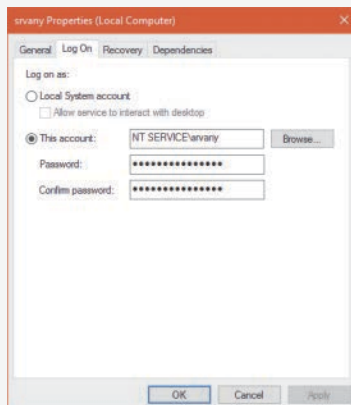 srvany Properties (Local Computer)
General Log On Recovery Dependencies
Log on as:
Local System account
Allow service to interact with desktop
This account: NT SERVICE\arvany Browse...
Password: •••••••••••••••
Confirm password: •••••••••••••••
OK Cancel Apply